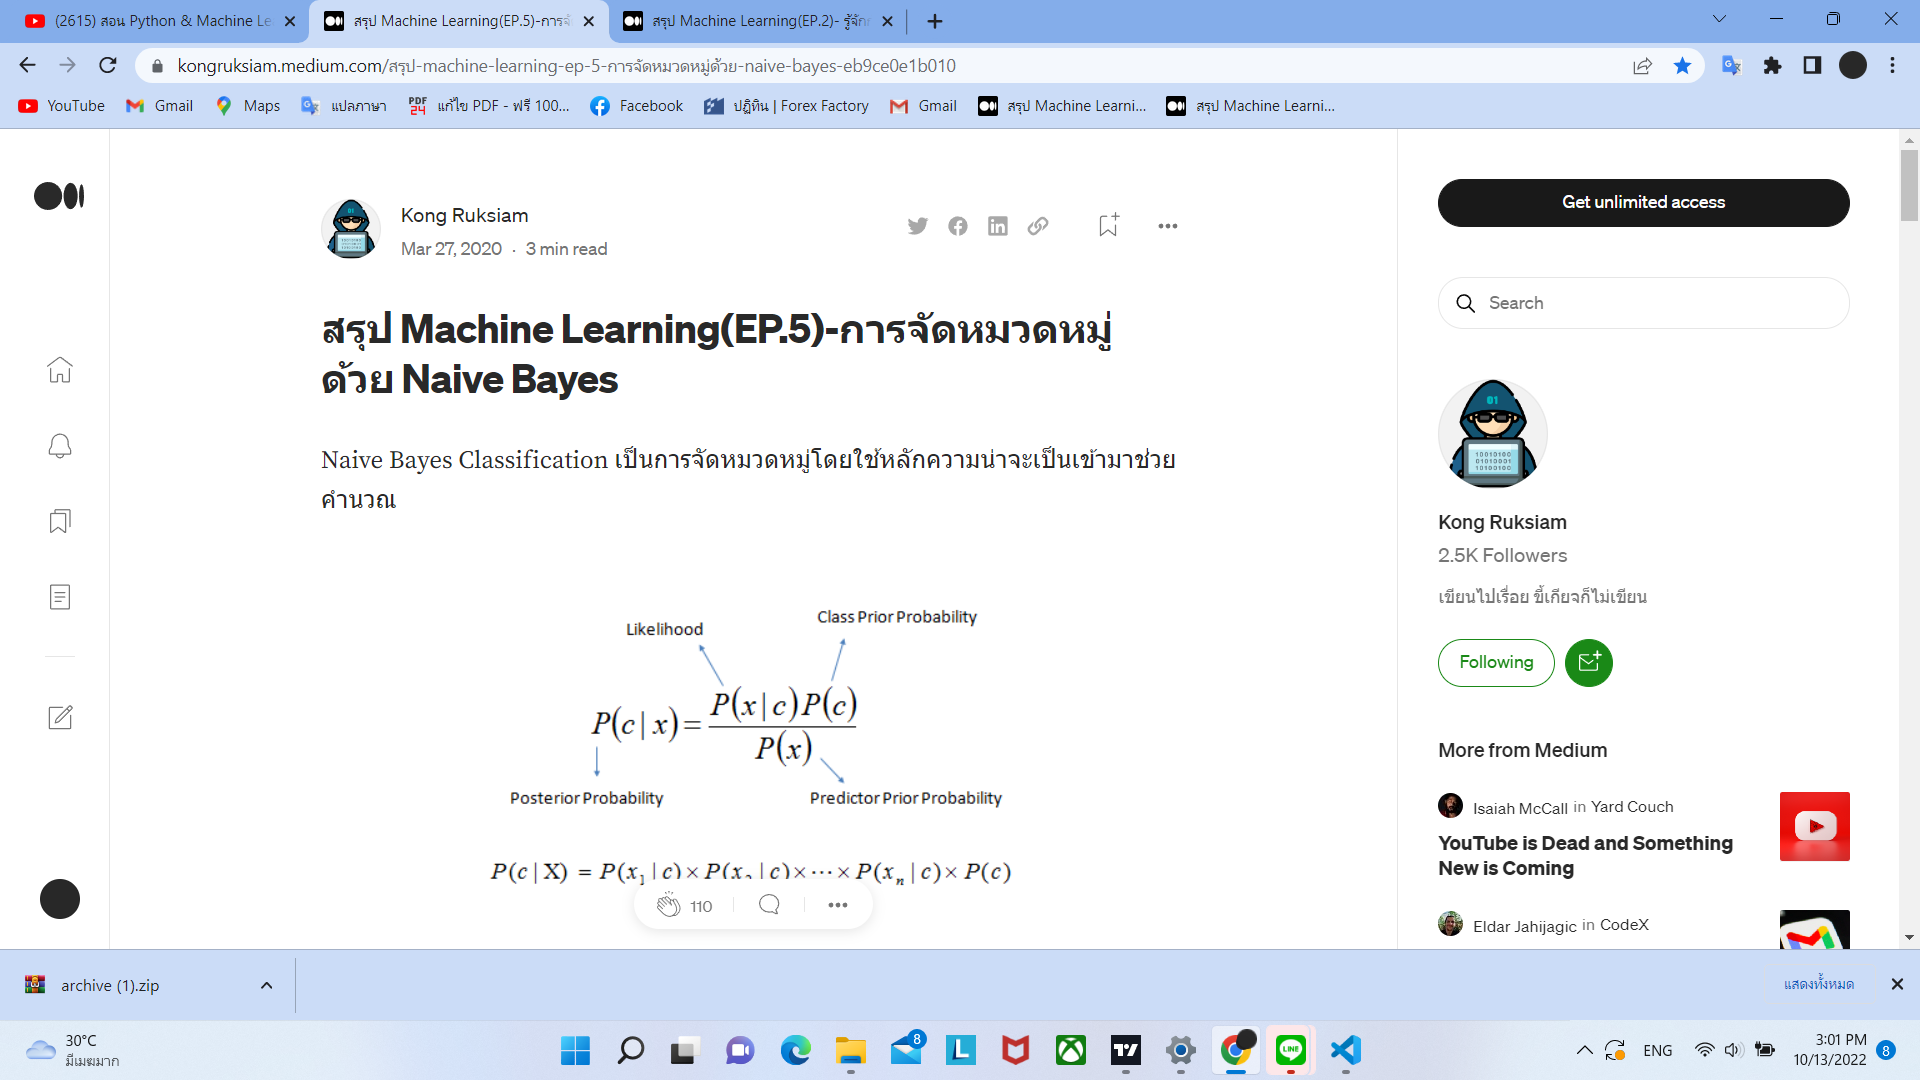 (2615) สอน Python & Machine Le
สรุป Machine Learning(EP.5)-การจั
สรุป Machine Learning(EP.2)- รู้จัก
kongruksiam.medium.com/สรุป-machine-learning-ep-5-การจัดหมวดหมู่ด้วย-naive-bayes-eb9ce0e1b010
YouTube
Gmail
Maps
แปลภาษา
PDF 24
แก้ไข PDF - ฟรี 100...
Facebook
ปฏิทิน | Forex Factory
Gmail
สรุป Machine Learni...
สรุป Machine Learni...
Kong Ruksiam
Mar 27, 2020 · 3 min read
สรุป Machine Learning(EP.5)-การจัดหมวดหมู่
ด้วย Naive Bayes
Naive Bayes Classification เป็นการจัดหมวดหมู่โดยใช้หลักความน่าจะเป็นเข้ามาช่วย
คำนวณ
Likelihood
Class Prior Probability
P(c|x) = P(x|c)P(c) / P(x)
Posterior Probability
Predictor Prior Probability
P(c|X) = P(x₁|c)×P(x₂|c)×⋯×P(xₙ|c)×P(c)
110
Get unlimited access
Search
01
10010100
01010001
10100100
Kong Ruksiam
2.5K Followers
เขียนไปเรื่อย ขี้เกียจก็ไม่เขียน
Following
More from Medium
Isaiah McCall in Yard Couch
YouTube is Dead and Something
New is Coming
Eldar Jahijagic in CodeX
archive (1).zip
แสดงทั้งหมด
30°C
มีเมฆมาก
8
L
LINE
ENG
3:01 PM
10/13/2022
8